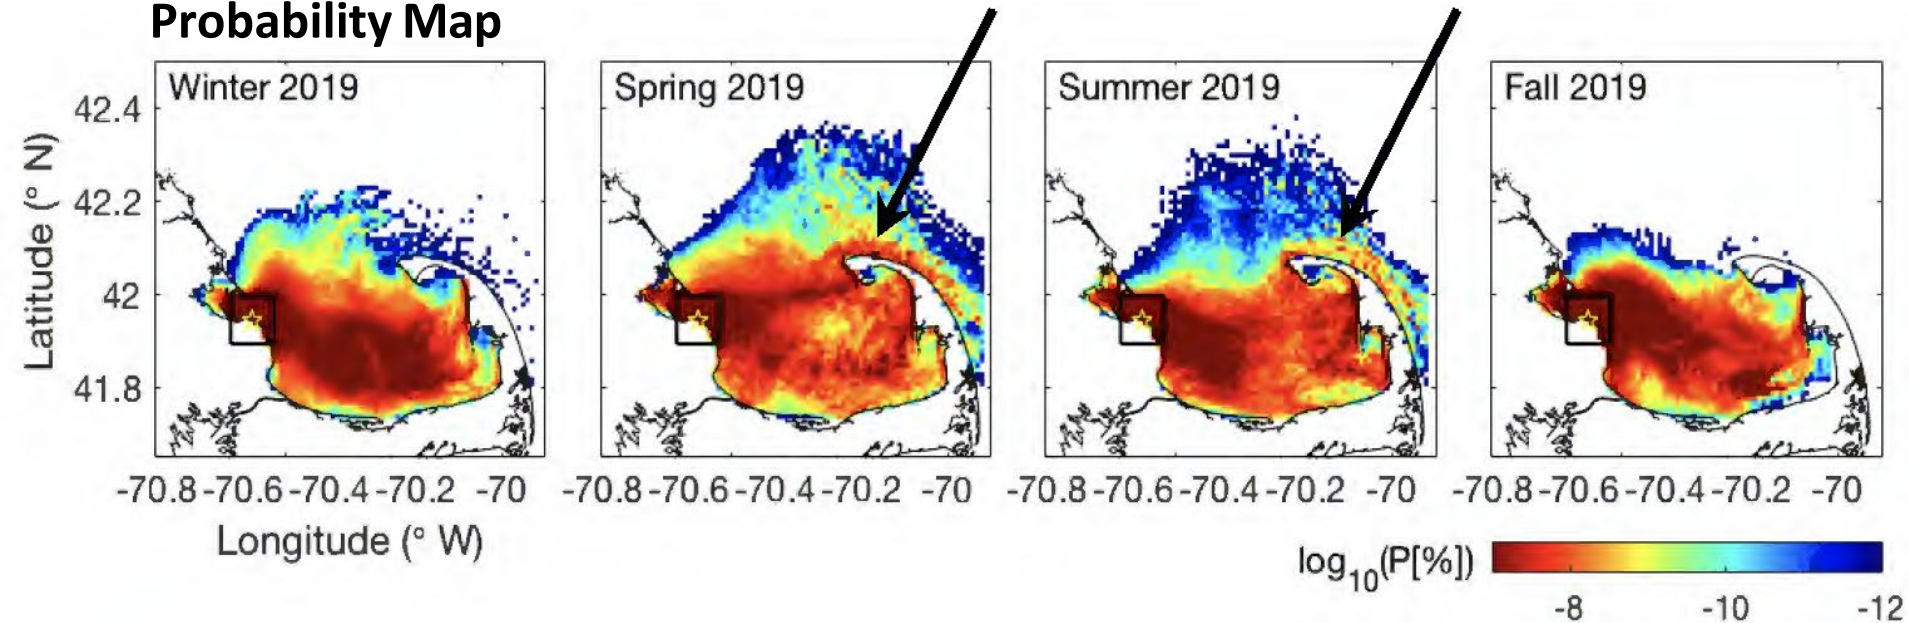 Probability Map
Winter 2019
Spring 2019
Summer 2019
Fall 2019
42.4
42.2
42
41.8
Latitude (° N)
-70.8 -70.6 -70.4 -70.2 -70
-70.8 -70.6 -70.4 -70.2 -70
-70.8 -70.6 -70.4 -70.2 -70
-70.8 -70.6 -70.4 -70.2 -70
Longitude (° W)
log10(P[%])
-8 -10 -12